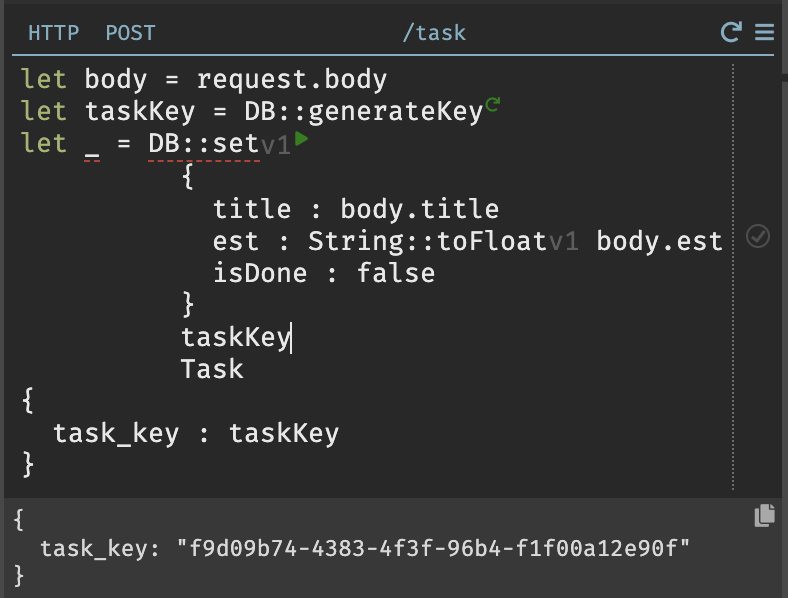 HTTP POST /task
let body = request.body
let taskKey = DB::generateKey
let _ = DB::setv1
{
title : body.title
est : String::toFloatv1 body.est
isDone : false
}
taskKey
Task
{
task_key : taskKey
}
{
task_key: "f9d09b74-4383-4f3f-96b4-f1f00a12e90f"
}